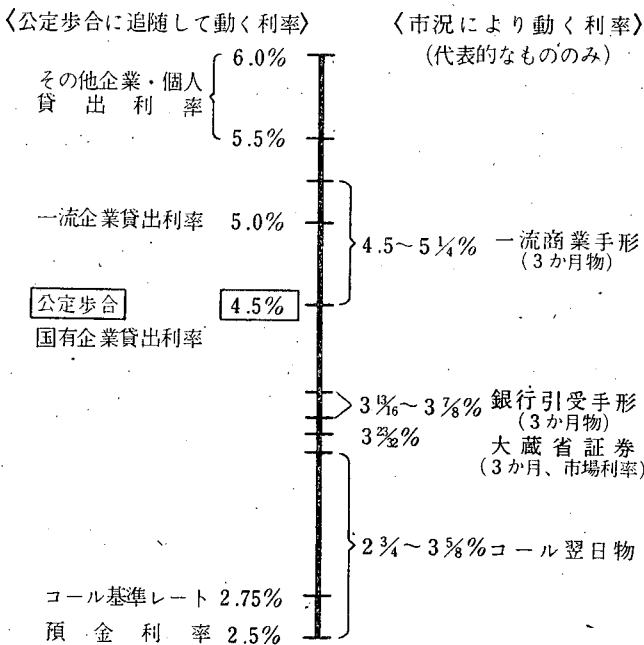 〈公定歩合に追随して動く利率〉
〈市況により動く利率〉
(代表的なもののみ)
6.0%
その他企業・個人
貸出利率
5.5%
一流企業貸出利率 5.0%
4.5～5¼% 一流商業手形
(3か月物)
公定歩合 4.5%
国有企業貸出利率
3 13/16～3 7/8% 銀行引受手形
(3か月物)
3 23/32% 大蔵省証券
(3か月、市場利率)
2 3/4～3 5/8% コール翌日物
コール基準レート 2.75%
預金利率 2.5%